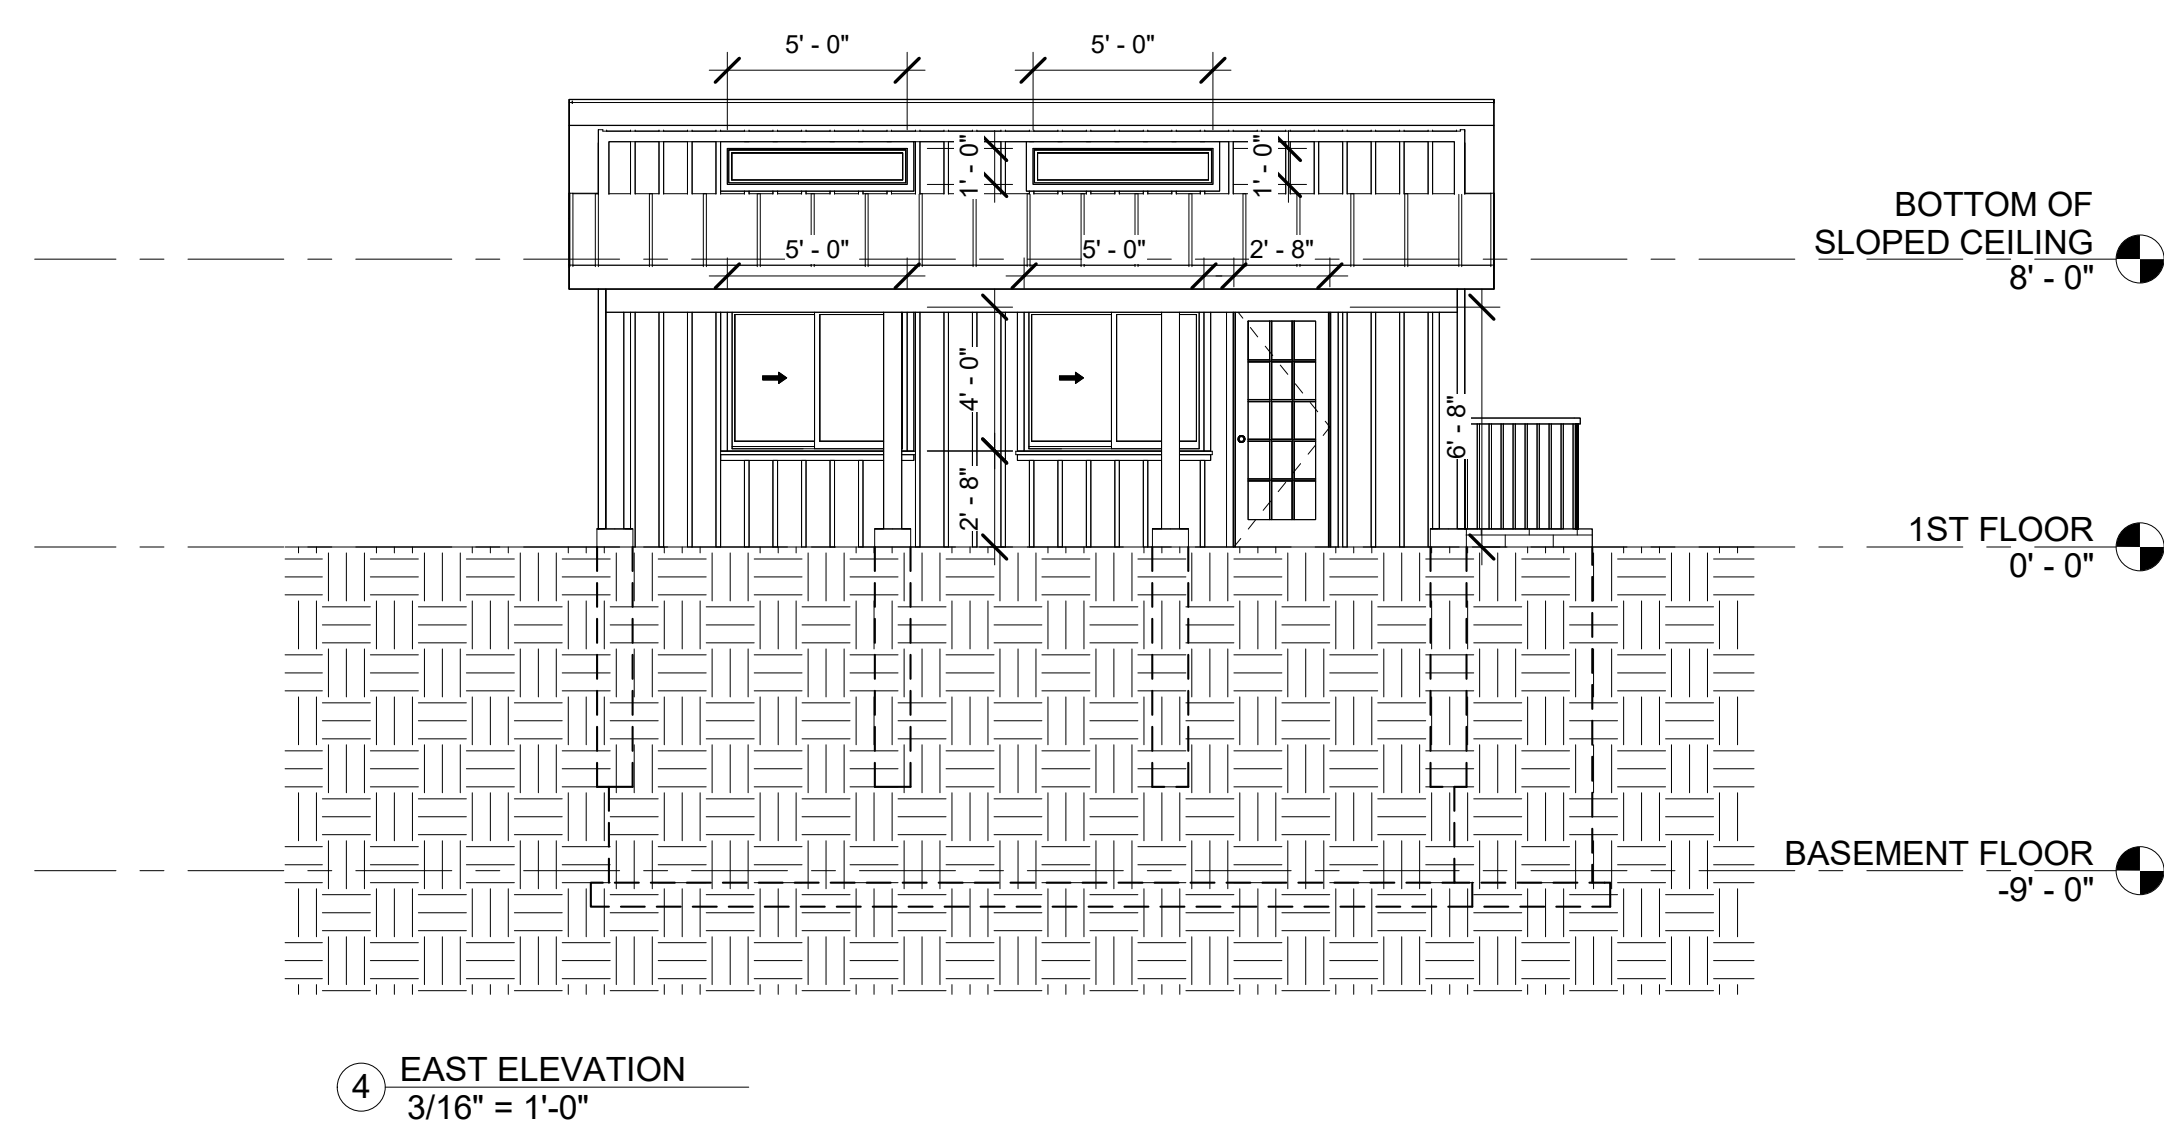 5' - 0" 5' - 0"
1' - 0" 1' - 0"
BOTTOM OF
SLOPED CEILING
8' - 0"
5' - 0" 5' - 0" 2' - 8"
4' - 0"
6' - 8"
2' - 8"
1ST FLOOR
0' - 0"
BASEMENT FLOOR
-9' - 0"
4 EAST ELEVATION
3/16" = 1'-0"